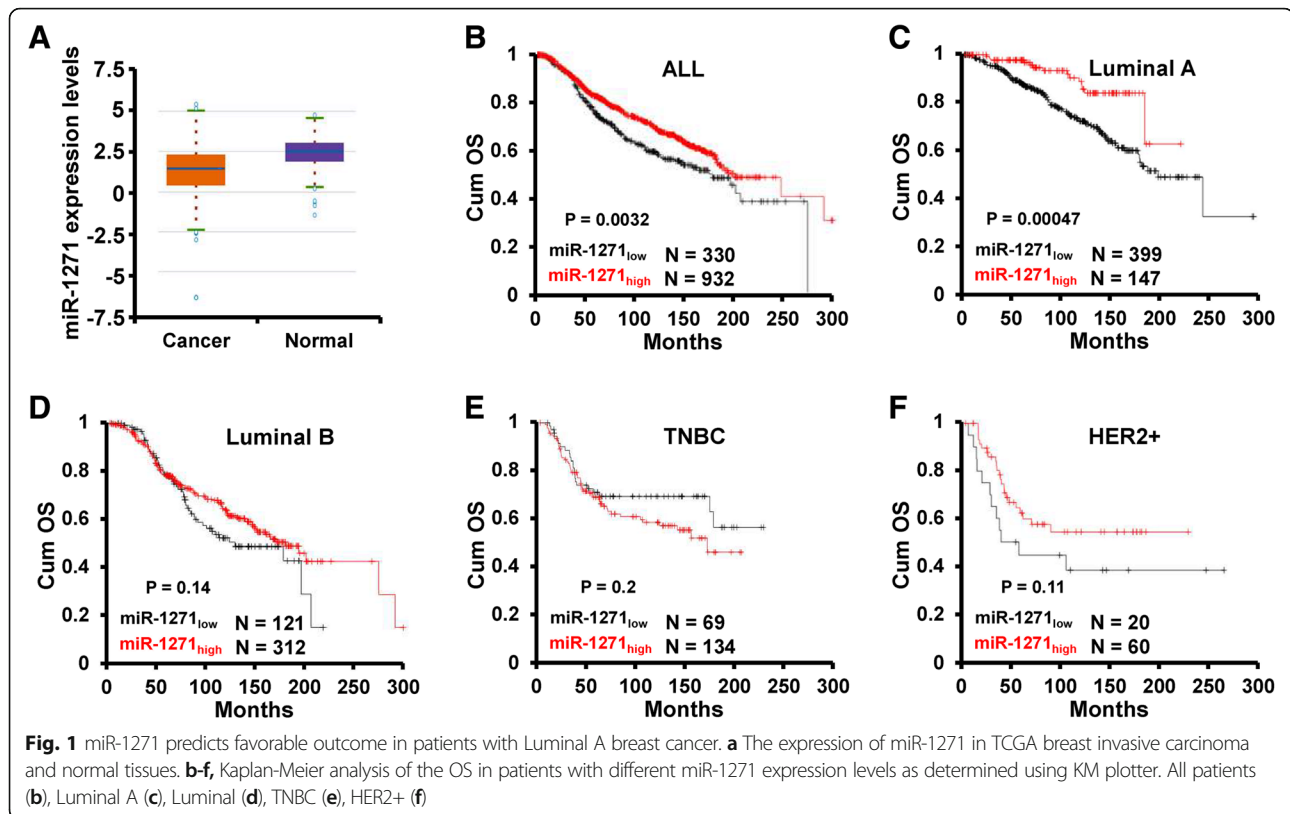 A
miR-1271 expression levels
7.5
5
2.5
0
-2.5
-5
-7.5
Cancer Normal
B
ALL
Cum OS
1
0.8
0.6
0.4
0.2
0
P = 0.0032
miR-1271low N = 330
miR-1271high N = 932
0 50 100 150 200 250 300
Months
C
Luminal A
Cum OS
1
0.8
0.6
0.4
0.2
0
P = 0.00047
miR-1271low N = 399
miR-1271high N = 147
0 50 100 150 200 250 300
Months
D
Luminal B
Cum OS
1
0.8
0.6
0.4
0.2
0
P = 0.14
miR-1271low N = 121
miR-1271high N = 312
0 50 100 150 200 250 300
Months
E
TNBC
Cum OS
1
0.8
0.6
0.4
0.2
0
P = 0.2
miR-1271low N = 69
miR-1271high N = 134
0 50 100 150 200 250 300
Months
F
HER2+
Cum OS
1
0.8
0.6
0.4
0.2
0
P = 0.11
miR-1271low N = 20
miR-1271high N = 60
0 50 100 150 200 250 300
Months
Fig. 1 miR-1271 predicts favorable outcome in patients with Luminal A breast cancer. a The expression of miR-1271 in TCGA breast invasive carcinoma
and normal tissues. b-f, Kaplan-Meier analysis of the OS in patients with different miR-1271 expression levels as determined using KM plotter. All patients
(b), Luminal A (c), Luminal (d), TNBC (e), HER2+ (f)